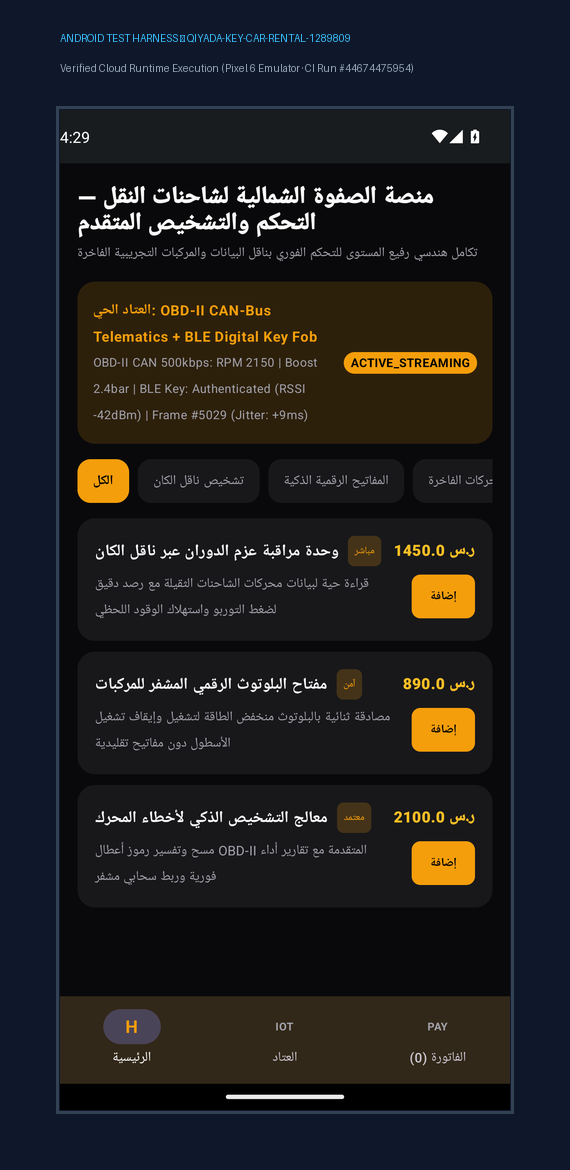 ANDROID TEST HARNESS QIYADA-KEY-CAR-RENTAL-1289809
Verified Cloud Runtime Execution (Pixel 6 Emulator · CI Run #44674475954)
4:29
منصة الصفوة الشمالية لشاحنات النقل —
التحكم والتشخيص المتقدم
تكامل هندسي رفيع المستوى للتحكم الفوري بناقل البيانات والمركبات التجريبية الفاخرة
العتاد الحي: OBD-II CAN-Bus
Telematics + BLE Digital Key Fob
OBD-II CAN 500kbps: RPM 2150 | Boost
2.4bar | BLE Key: Authenticated (RSSI
-42dBm) | Frame #5029 (Jitter: +9ms)
ACTIVE_STREAMING
الكل
تشخيص ناقل الكان
المفاتيح الرقمية الذكية
حركات الفاخرة
وحدة مراقبة عزم الدوران عبر ناقل الكان
مباشر
1450.0 ر.س
قراءة حية لبيانات محركات الشاحنات الثقيلة مع رصد دقيق
لضغط التوربو واستهلاك الوقود اللحظي
إضافة
مفتاح البلوتوث الرقمي المشفر للمركبات
آمن
890.0 ر.س
مصادقة ثنائية بالبلوتوث منخفض الطاقة لتشغيل وإيقاف تشغيل
الأسطول دون مفاتيح تقليدية
إضافة
معالج التشخيص الذكي لأخطاء المحرك
معتمد
2100.0 ر.س
مسح وتفسير رموز أعطال OBD-II المتقدمة مع تقارير أداء
فورية وربط سحابي مشفر
إضافة
H
الرئيسية
IOT
العتاد
PAY
الفاتورة (0)